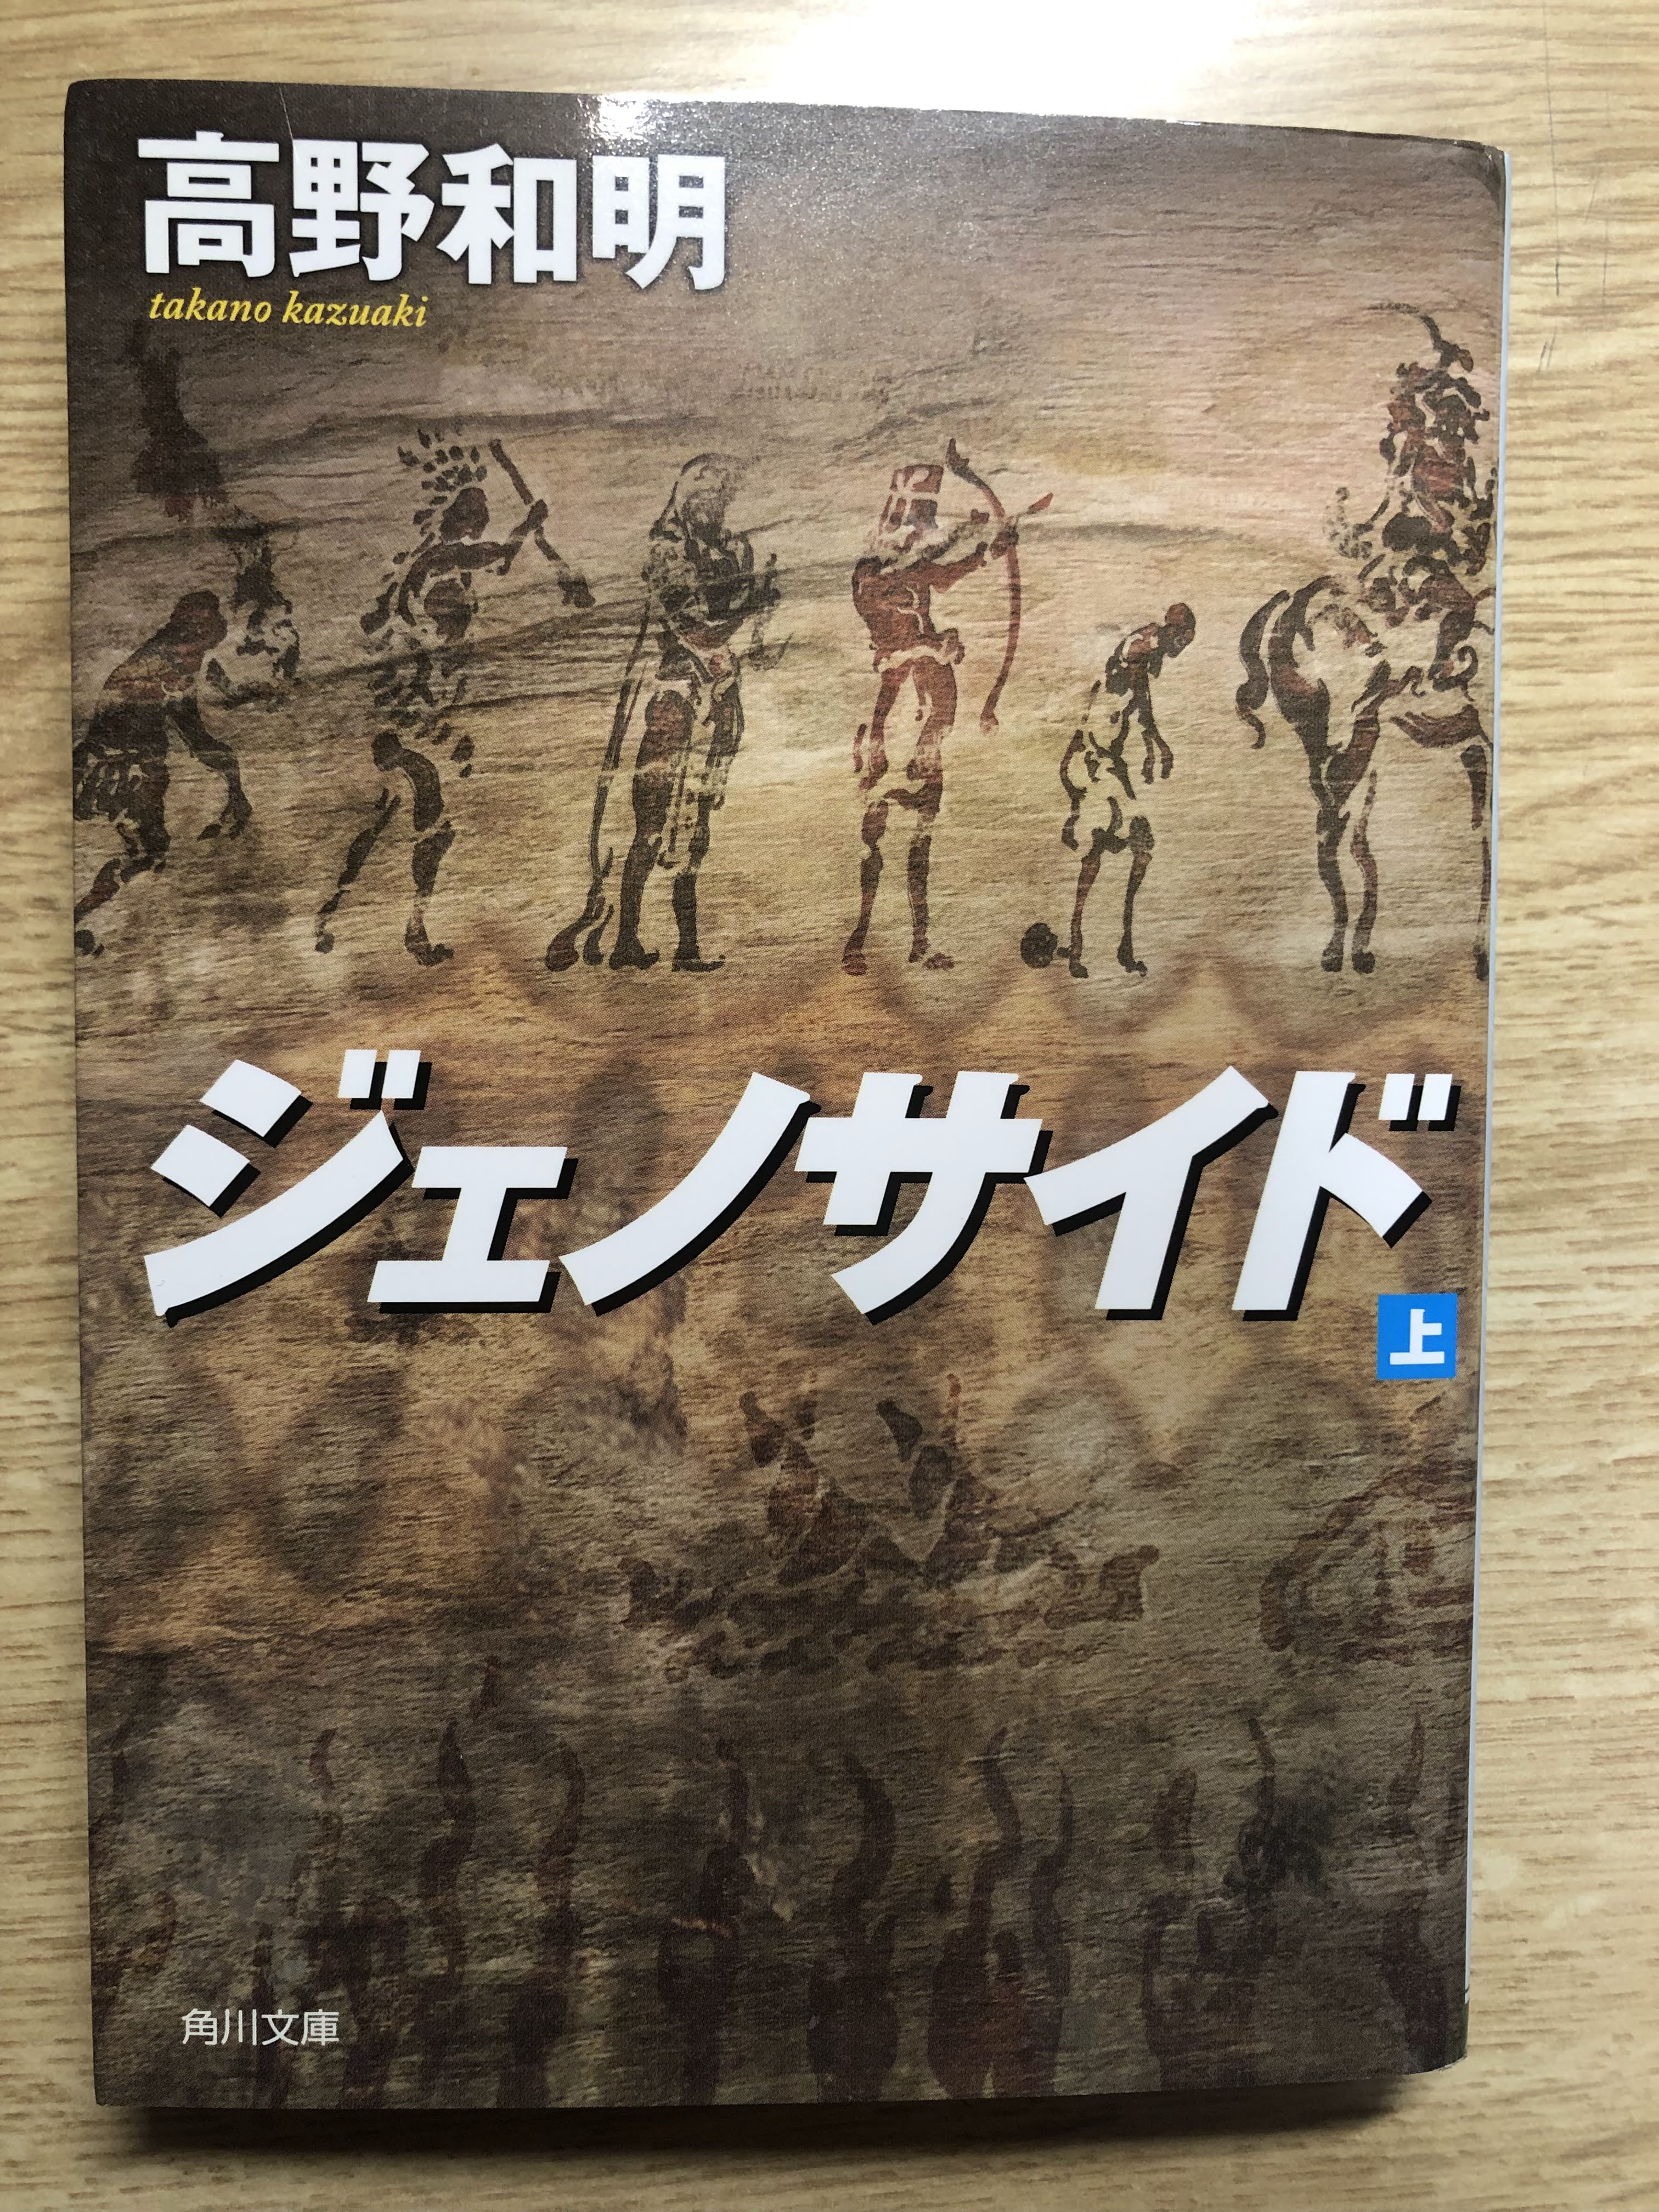 高野和明
takano kazuaki
ジェノサイド
上
角川文庫